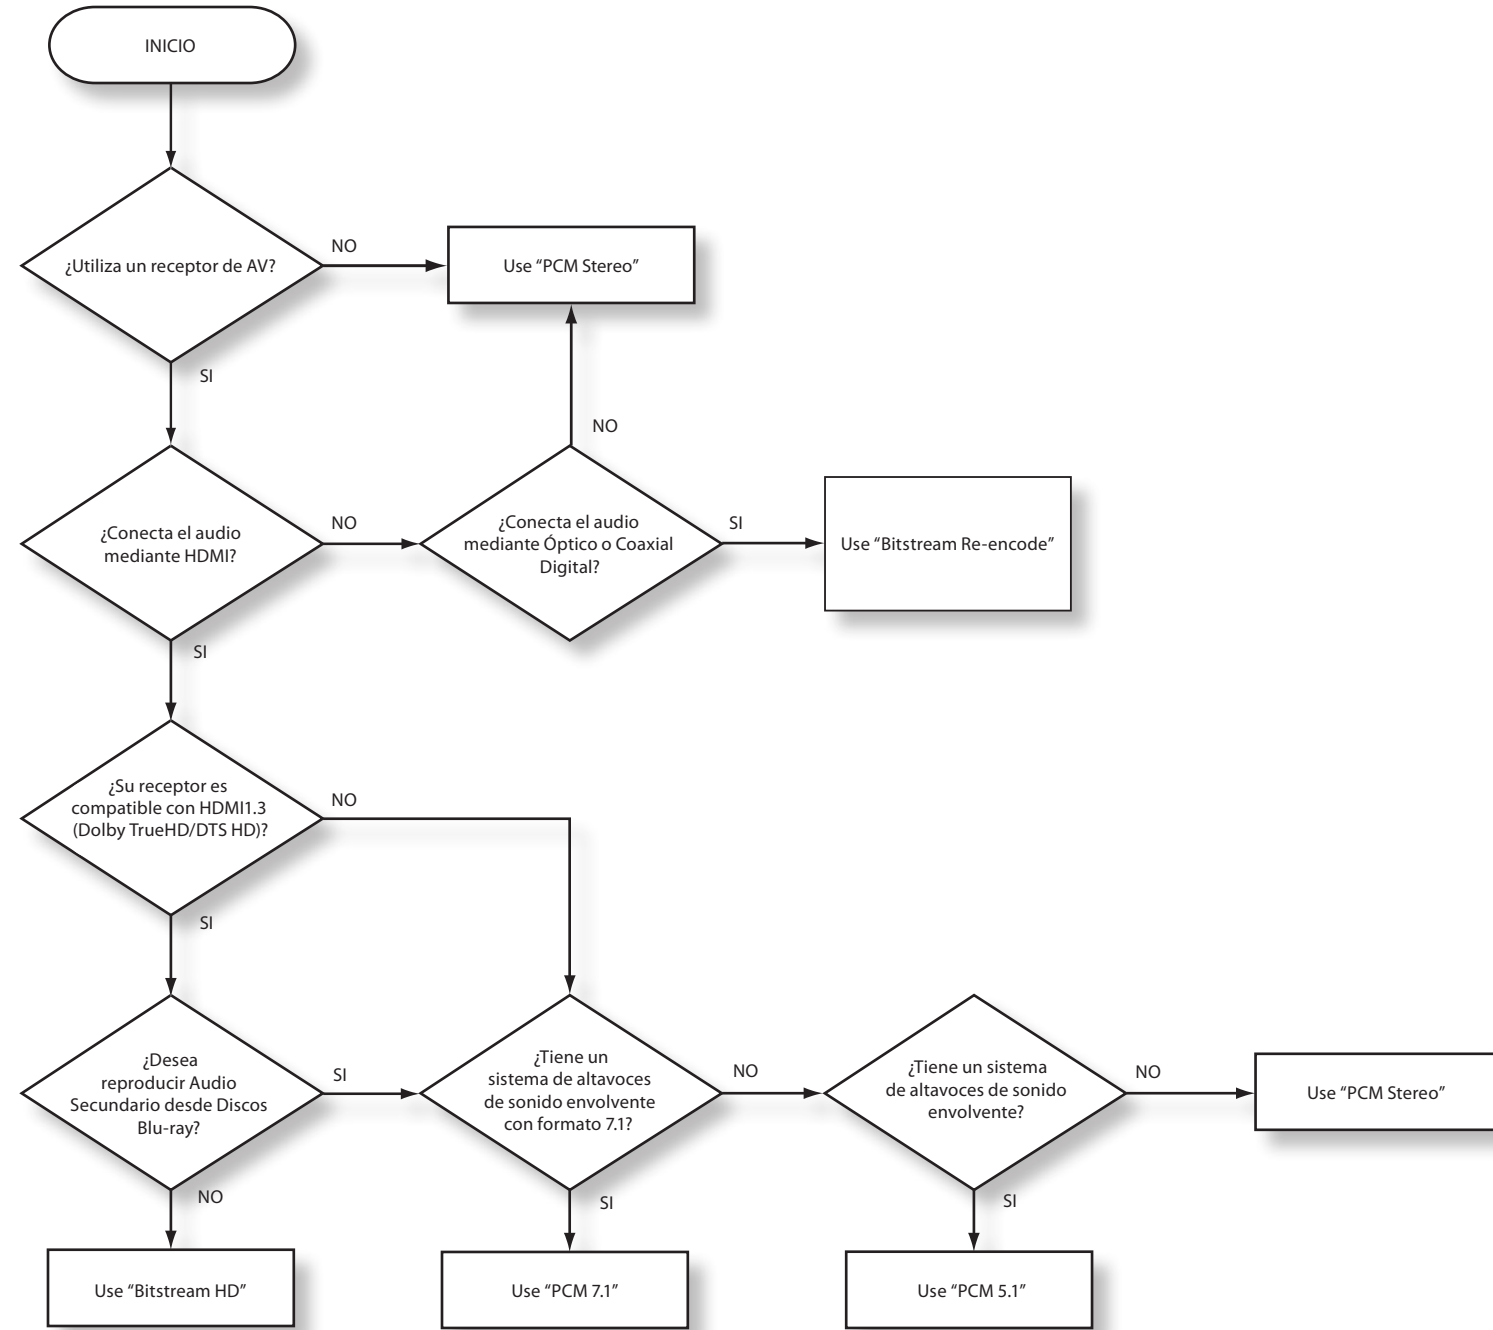 INICIO
¿Utiliza un receptor de AV?
NO
Use “PCM Stereo”
SI
NO
¿Conecta el audio
mediante HDMI?
NO
¿Conecta el audio
mediante Óptico o Coaxial
Digital?
SI
Use “Bitstream Re-encode”
SI
¿Su receptor es
compatible con HDMI1.3
(Dolby TrueHD/DTS HD)?
NO
SI
¿Desea
reproducir Audio
Secundario desde Discos
Blu-ray?
SI
¿Tiene un
sistema de altavoces
de sonido envolvente
con formato 7.1?
NO
¿Tiene un sistema
de altavoces de sonido
envolvente?
NO
Use “PCM Stereo”
NO
SI
SI
Use “Bitstream HD”
Use “PCM 7.1”
Use “PCM 5.1”